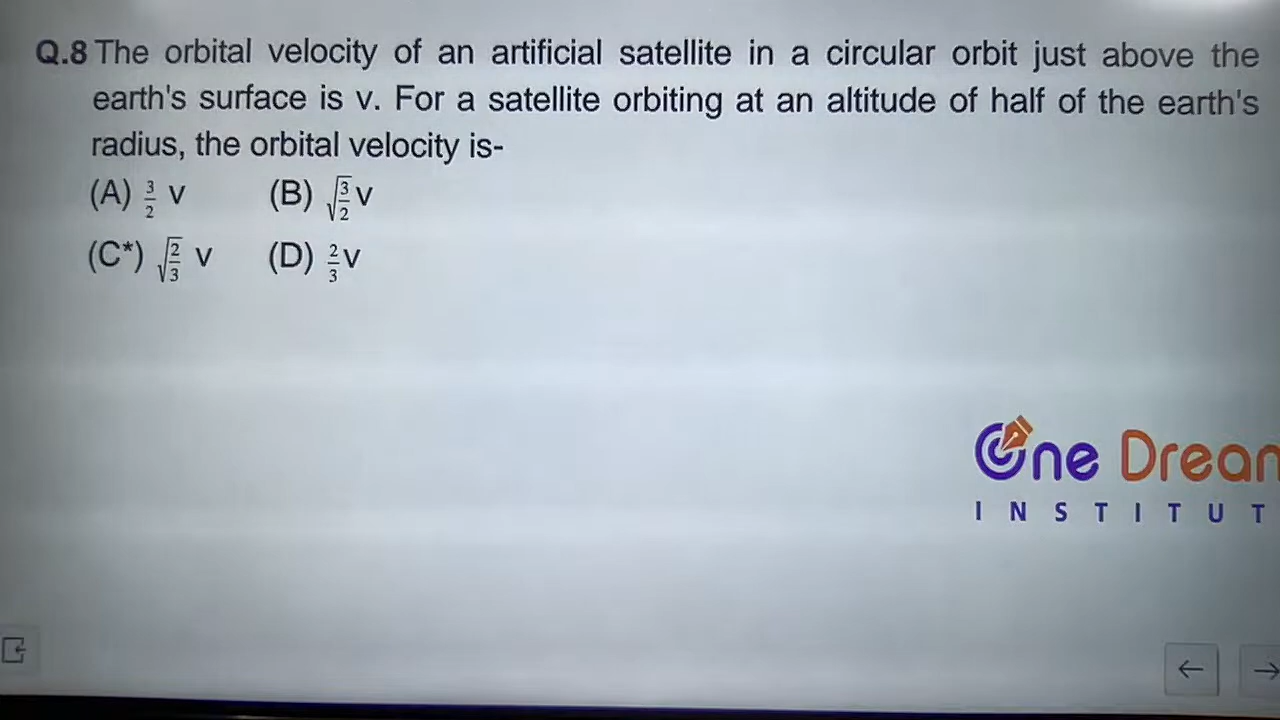 Q.8 The orbital velocity of an artificial satellite in a circular orbit just above the
earth's surface is v. For a satellite orbiting at an altitude of half of the earth's
radius, the orbital velocity is-
(A) 3/2 v (B) √(3/2) v
(C*) √(2/3) v (D) 2/3 v
One Dream
INSTITUT